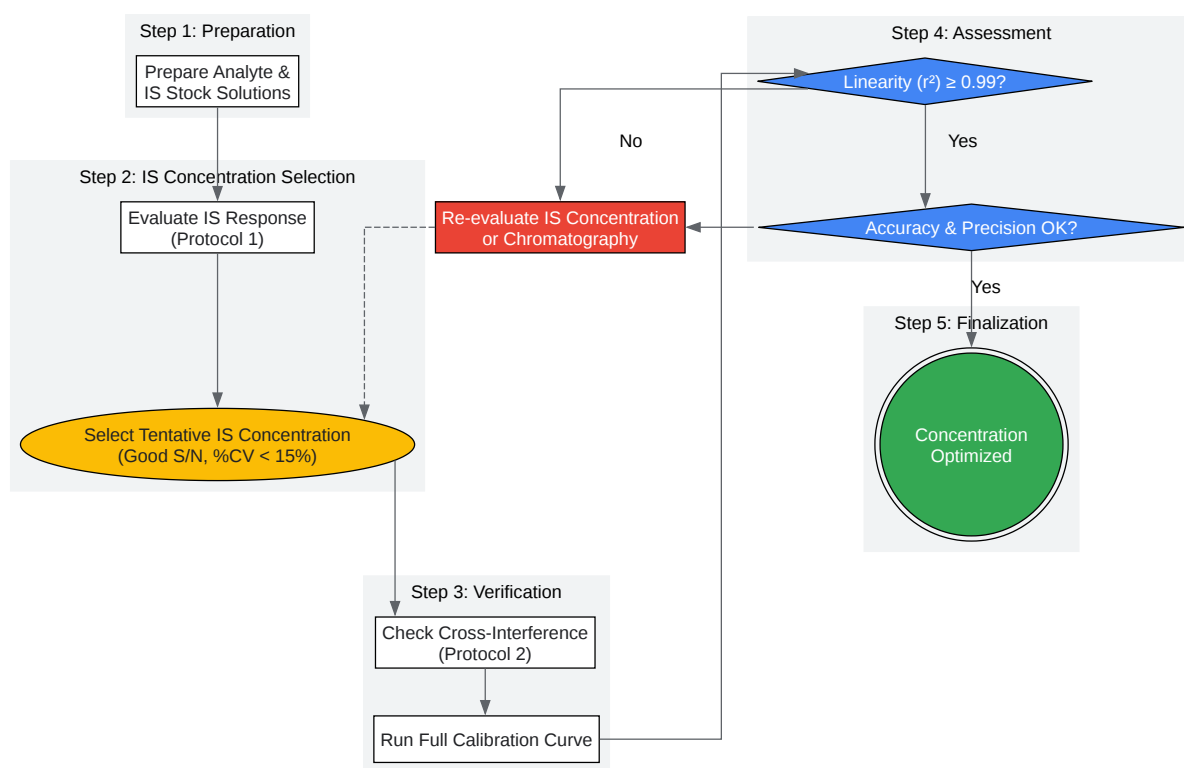 Step 1: Preparation
Prepare Analyte &
IS Stock Solutions
Step 2: IS Concentration Selection
Evaluate IS Response
(Protocol 1)
Select Tentative IS Concentration
(Good S/N, %CV < 15%)
Step 3: Verification
Check Cross-Interference
(Protocol 2)
Run Full Calibration Curve
Step 4: Assessment
Linearity (r²) ≥ 0.99?
No
Yes
Re-evaluate IS Concentration
or Chromatography
Accuracy & Precision OK?
Yes
Step 5: Finalization
Concentration
Optimized